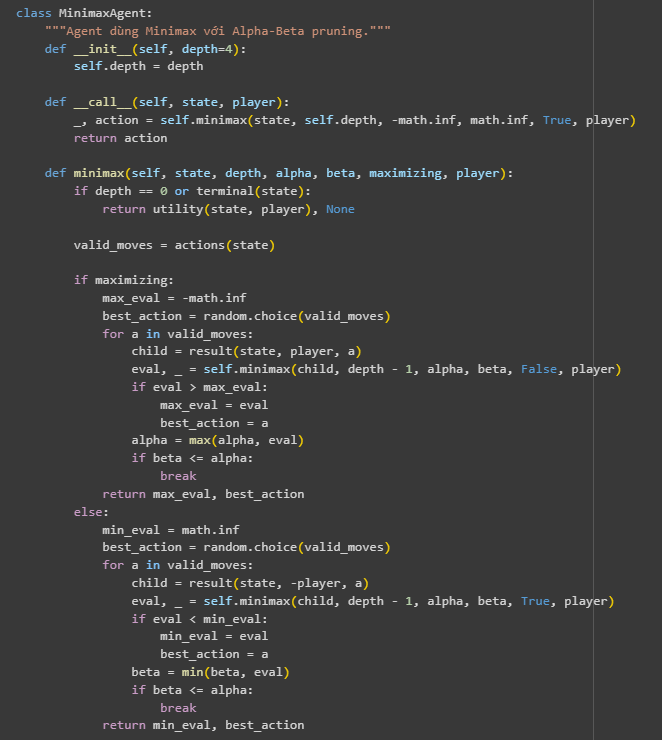 class MinimaxAgent:
    """Agent dùng Minimax với Alpha-Beta pruning."""
    def __init__(self, depth=4):
        self.depth = depth

    def __call__(self, state, player):
        _, action = self.minimax(state, self.depth, -math.inf, math.inf, True, player)
        return action

    def minimax(self, state, depth, alpha, beta, maximizing, player):
        if depth == 0 or terminal(state):
            return utility(state, player), None

        valid_moves = actions(state)

        if maximizing:
            max_eval = -math.inf
            best_action = random.choice(valid_moves)
            for a in valid_moves:
                child = result(state, player, a)
                eval, _ = self.minimax(child, depth - 1, alpha, beta, False, player)
                if eval > max_eval:
                    max_eval = eval
                    best_action = a
                alpha = max(alpha, eval)
                if beta <= alpha:
                    break
            return max_eval, best_action
        else:
            min_eval = math.inf
            best_action = random.choice(valid_moves)
            for a in valid_moves:
                child = result(state, -player, a)
                eval, _ = self.minimax(child, depth - 1, alpha, beta, True, player)
                if eval < min_eval:
                    min_eval = eval
                    best_action = a
                beta = min(beta, eval)
                if beta <= alpha:
                    break
            return min_eval, best_action